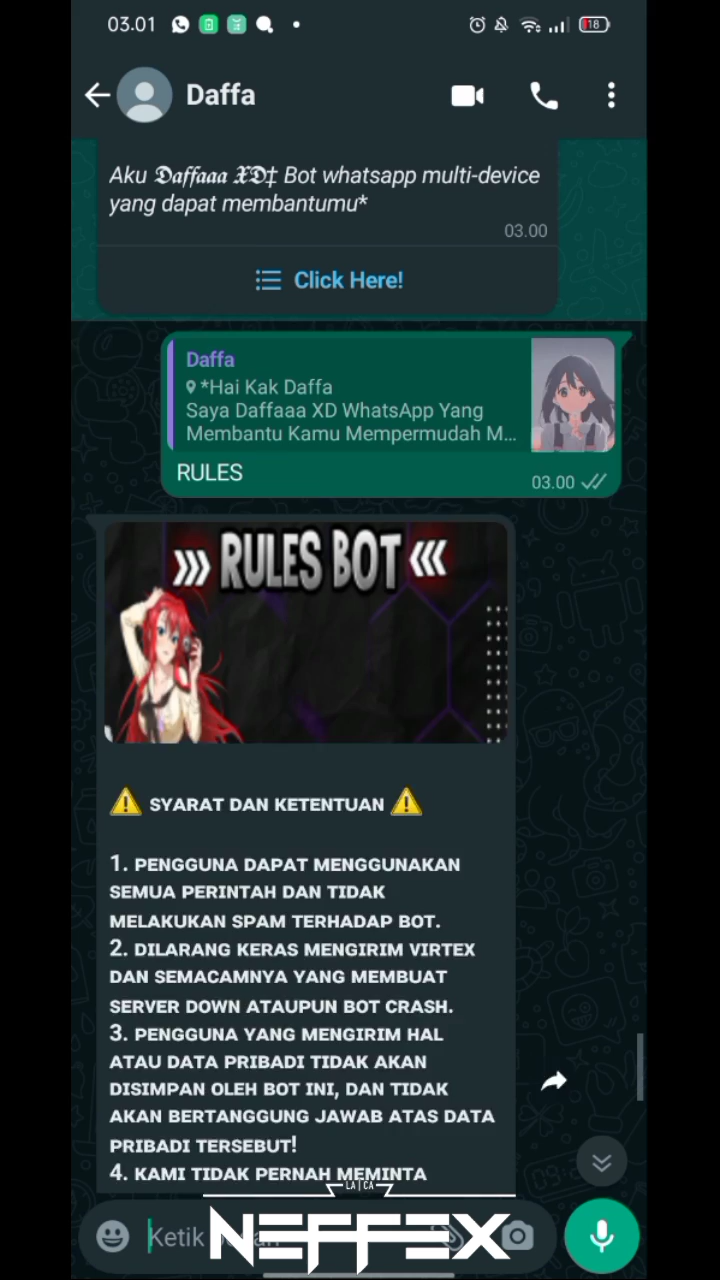 03.01
18
Daffa
Aku 𝕯𝖆𝖋𝖋𝖆𝖆𝖆 𝖃𝕯‡ Bot whatsapp multi-device
yang dapat membantumu*
03.00
Click Here!
Daffa
*Hai Kak Daffa
Saya Daffaaa XD WhatsApp Yang
Membantu Kamu Mempermudah M...
RULES
03.00
RULES BOT
⚠️ SYARAT DAN KETENTUAN ⚠️
1. PENGGUNA DAPAT MENGGUNAKAN
SEMUA PERINTAH DAN TIDAK
MELAKUKAN SPAM TERHADAP BOT.
2. DILARANG KERAS MENGIRIM VIRTEX
DAN SEMACAMNYA YANG MEMBUAT
SERVER DOWN ATAUPUN BOT CRASH.
3. PENGGUNA YANG MENGIRIM HAL
ATAU DATA PRIBADI TIDAK AKAN
DISIMPAN OLEH BOT INI, DAN TIDAK
AKAN BERTANGGUNG JAWAB ATAS DATA
PRIBADI TERSEBUT!
4. KAMI TIDAK PERNAH MEMINTA
Ketik
NEFFEX